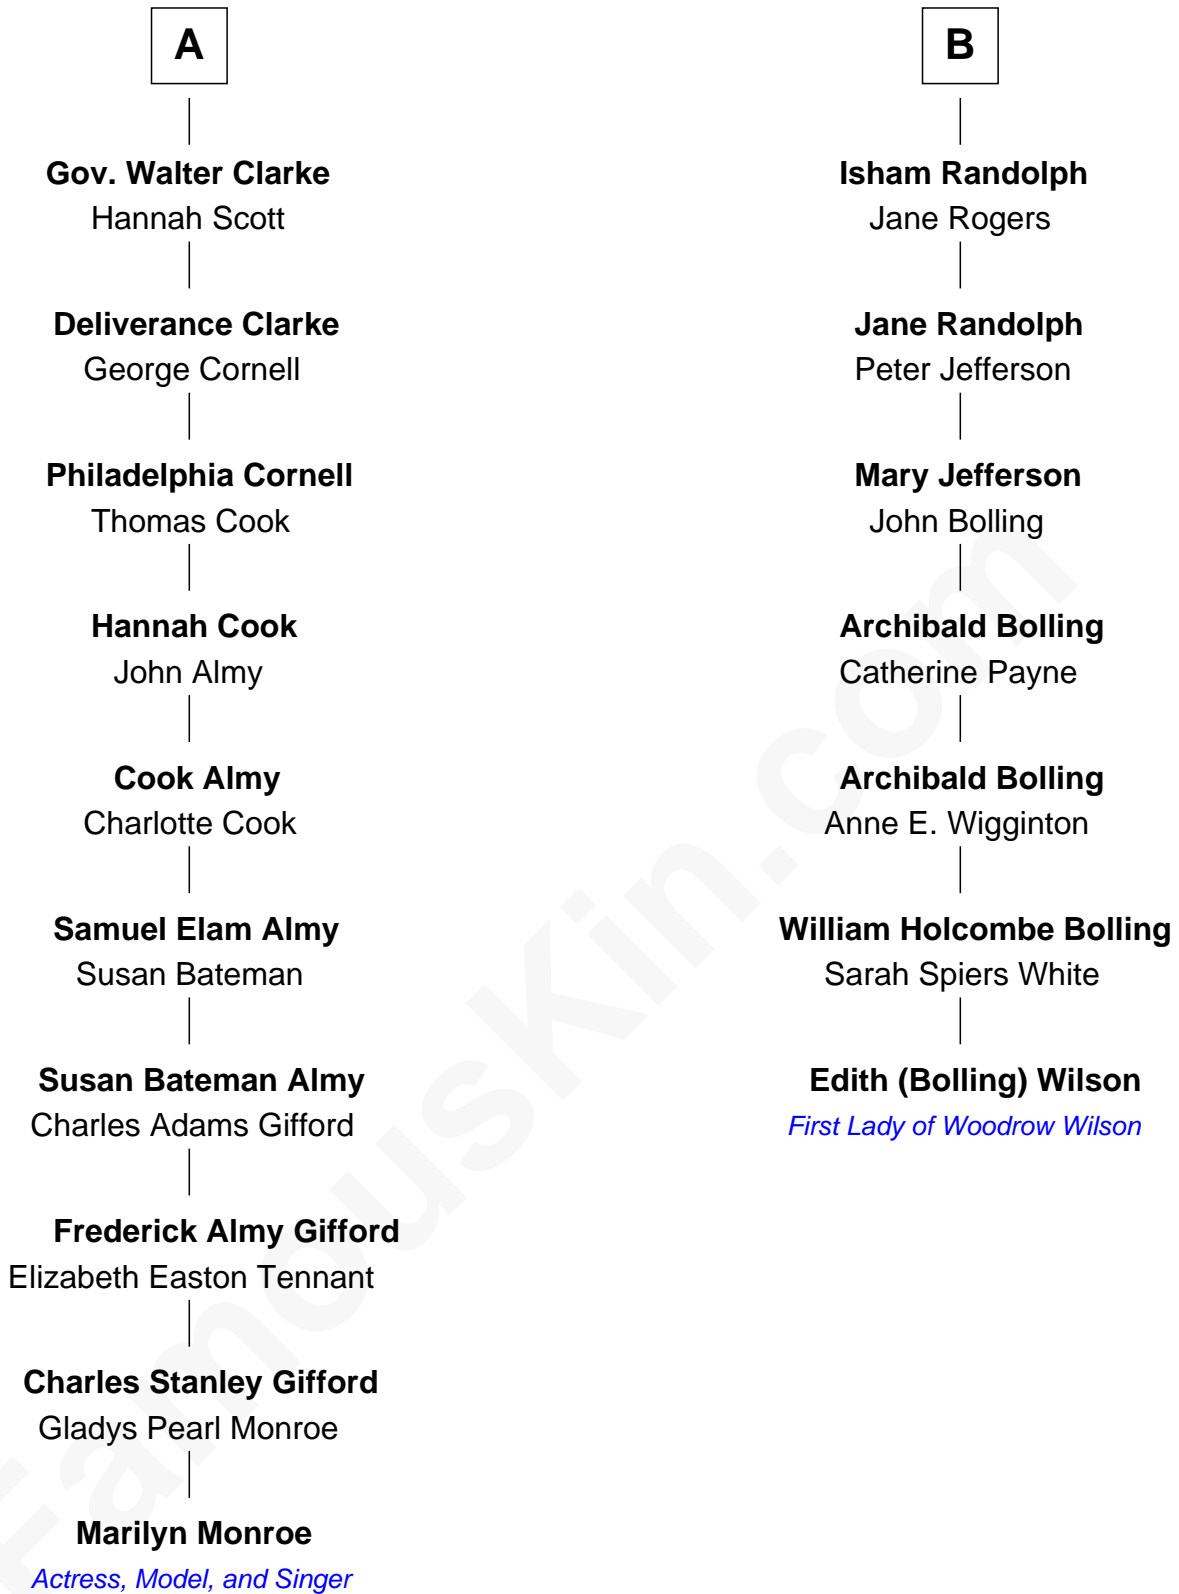 A
Gov. Walter Clarke
Hannah Scott
Deliverance Clarke
George Cornell
Philadelphia Cornell
Thomas Cook
Hannah Cook
John Almy
Cook Almy
Charlotte Cook
Samuel Elam Almy
Susan Bateman
Susan Bateman Almy
Charles Adams Gifford
Frederick Almy Gifford
Elizabeth Easton Tennant
Charles Stanley Gifford
Gladys Pearl Monroe
Marilyn Monroe
Actress, Model, and Singer
B
Isham Randolph
Jane Rogers
Jane Randolph
Peter Jefferson
Mary Jefferson
John Bolling
Archibald Bolling
Catherine Payne
Archibald Bolling
Anne E. Wigginton
William Holcombe Bolling
Sarah Spiers White
Edith (Bolling) Wilson
First Lady of Woodrow Wilson
FamousKin.com